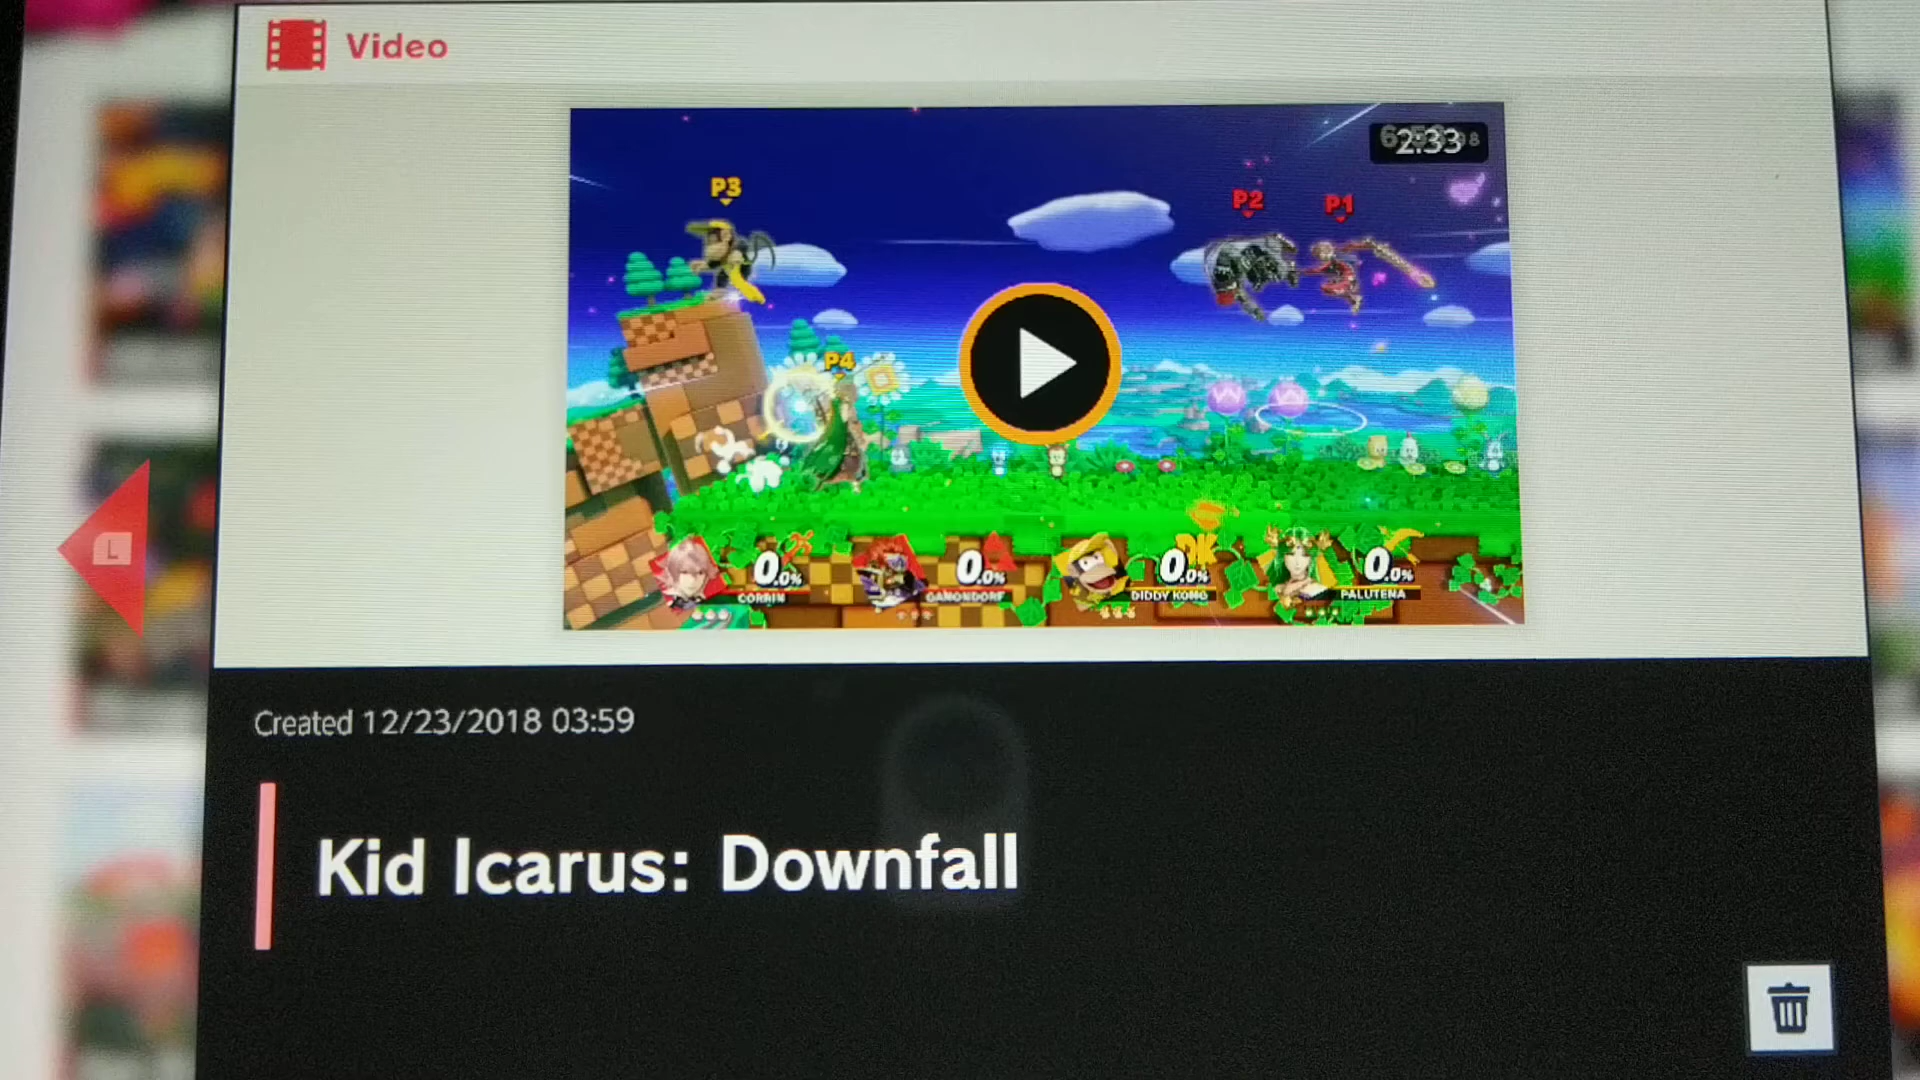 Video
2:33
P3
P2
P1
P4
0.0%
0.0%
0.0%
0.0%
CORRIN
GANONDORF
DIDDY KONG
PALUTENA
DK
L
Created 12/23/2018 03:59
Kid Icarus: Downfall